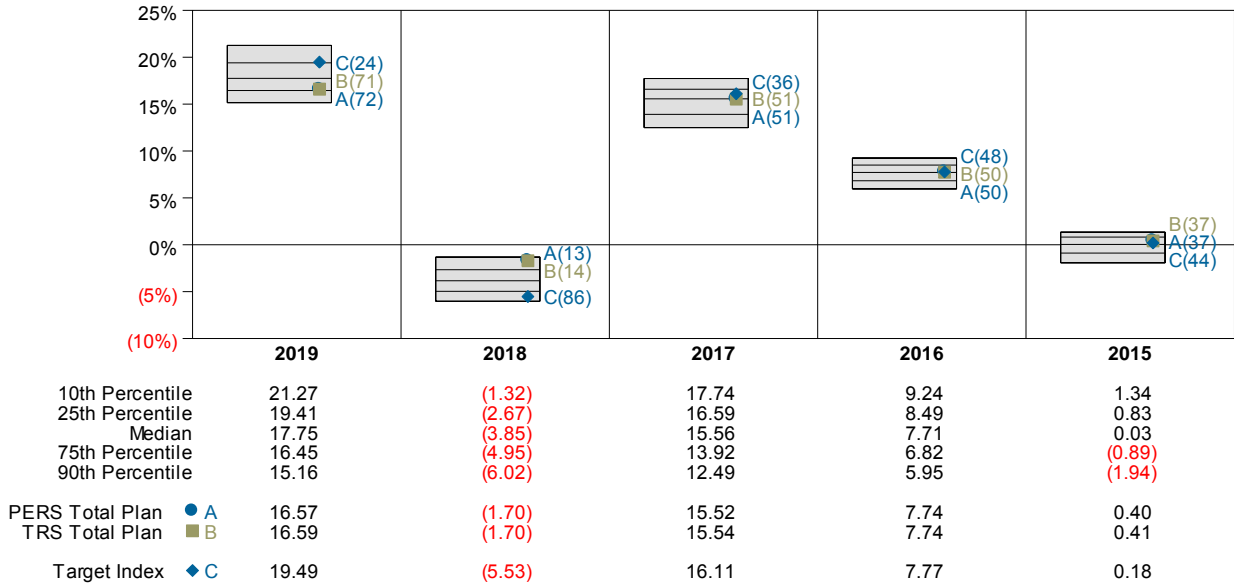 25%
20%
15%
10%
5%
0%
(5%)
(10%)
C(24)
B(71)
A(72)
A(13)
B(14)
C(86)
C(36)
B(51)
A(51)
C(48)
B(50)
A(50)
B(37)
A(37)
C(44)
2019 2018 2017 2016 2015
10th Percentile 21.27 (1.32) 17.74 9.24 1.34
25th Percentile 19.41 (2.67) 16.59 8.49 0.83
Median 17.75 (3.85) 15.56 7.71 0.03
75th Percentile 16.45 (4.95) 13.92 6.82 (0.89)
90th Percentile 15.16 (6.02) 12.49 5.95 (1.94)
PERS Total Plan A 16.57 (1.70) 15.52 7.74 0.40
TRS Total Plan B 16.59 (1.70) 15.54 7.74 0.41
Target Index C 19.49 (5.53) 16.11 7.77 0.18